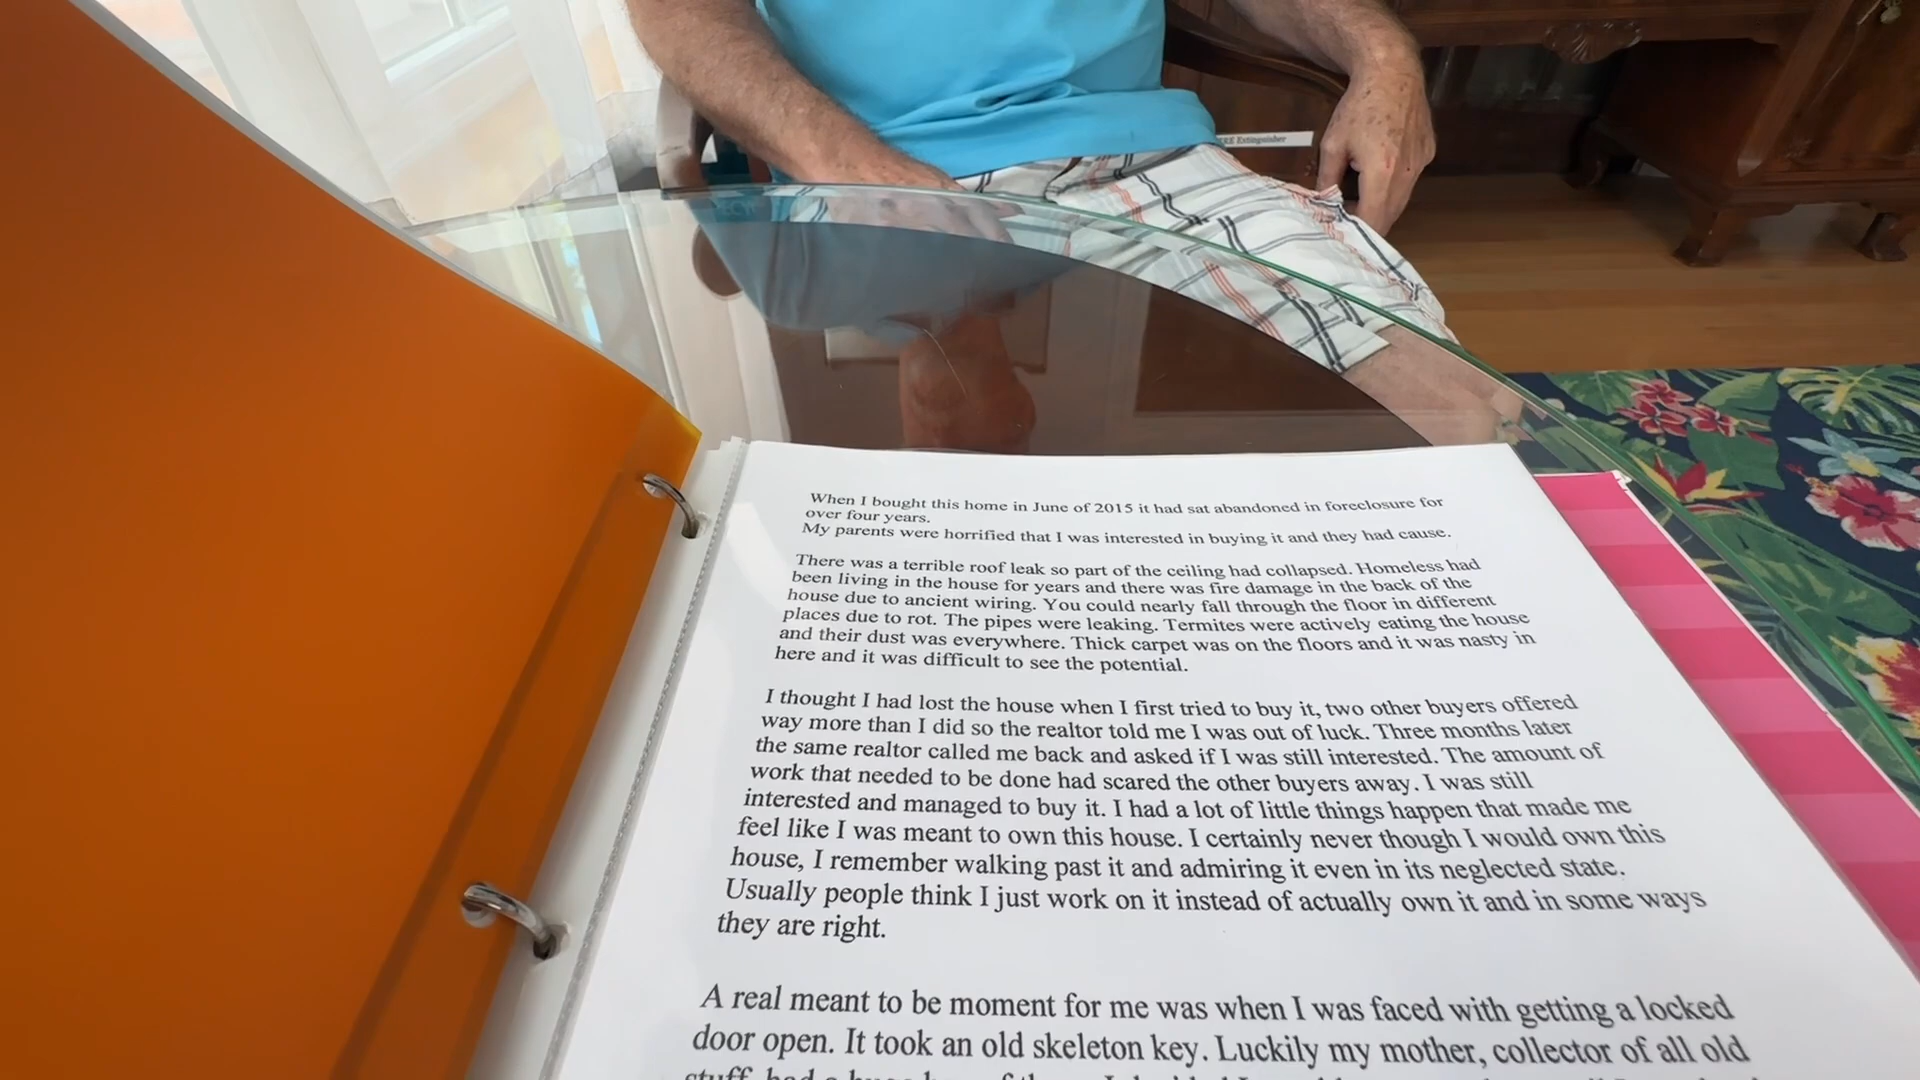 FIRE Extinguisher
When I bought this home in June of 2015 it had sat abandoned in foreclosure for
over four years.
My parents were horrified that I was interested in buying it and they had cause.
There was a terrible roof leak so part of the ceiling had collapsed. Homeless had
been living in the house for years and there was fire damage in the back of the
house due to ancient wiring. You could nearly fall through the floor in different
places due to rot. The pipes were leaking. Termites were actively eating the house
and their dust was everywhere. Thick carpet was on the floors and it was nasty in
here and it was difficult to see the potential.
I thought I had lost the house when I first tried to buy it, two other buyers offered
way more than I did so the realtor told me I was out of luck. Three months later
the same realtor called me back and asked if I was still interested. The amount of
work that needed to be done had scared the other buyers away. I was still
interested and managed to buy it. I had a lot of little things happen that made me
feel like I was meant to own this house. I certainly never though I would own this
house, I remember walking past it and admiring it even in its neglected state.
Usually people think I just work on it instead of actually own it and in some ways
they are right.
A real meant to be moment for me was when I was faced with getting a locked
door open. It took an old skeleton key. Luckily my mother, collector of all old
stuff, had a